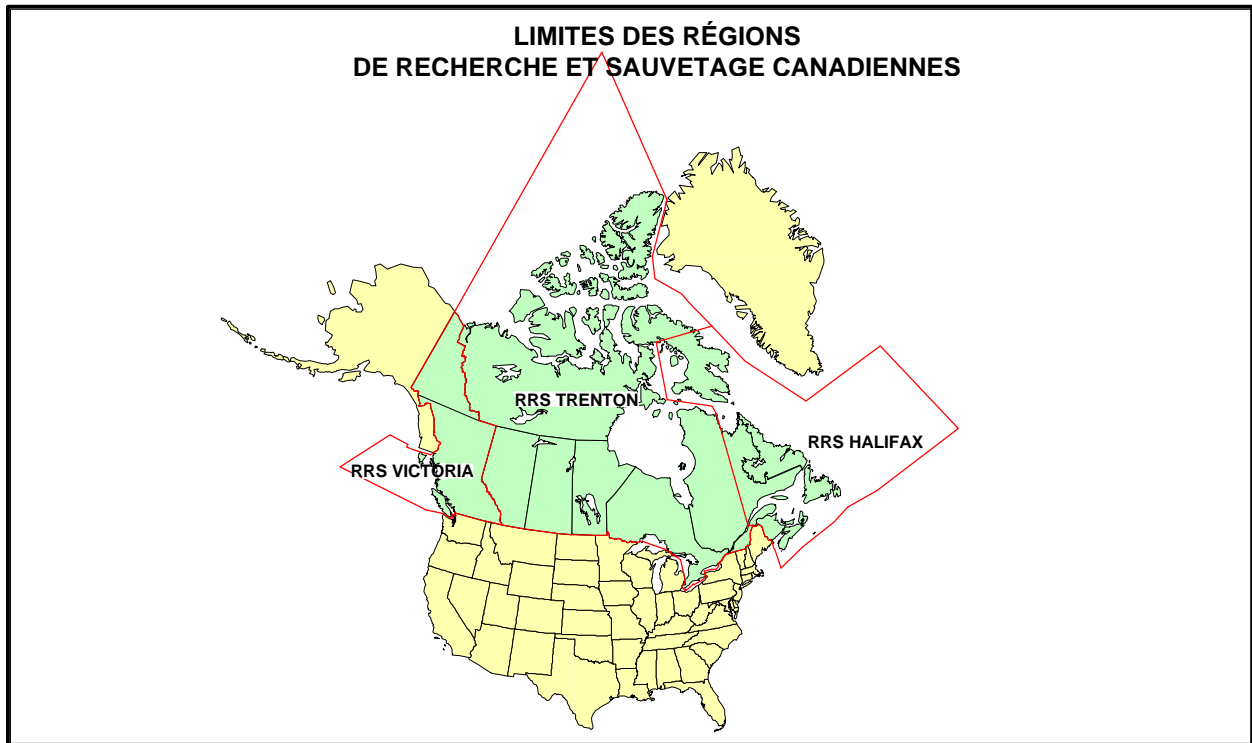 LIMITES DES RÉGIONS
DE RECHERCHE ET SAUVETAGE CANADIENNES
RRS TRENTON
RRS HALIFAX
RRS VICTORIA